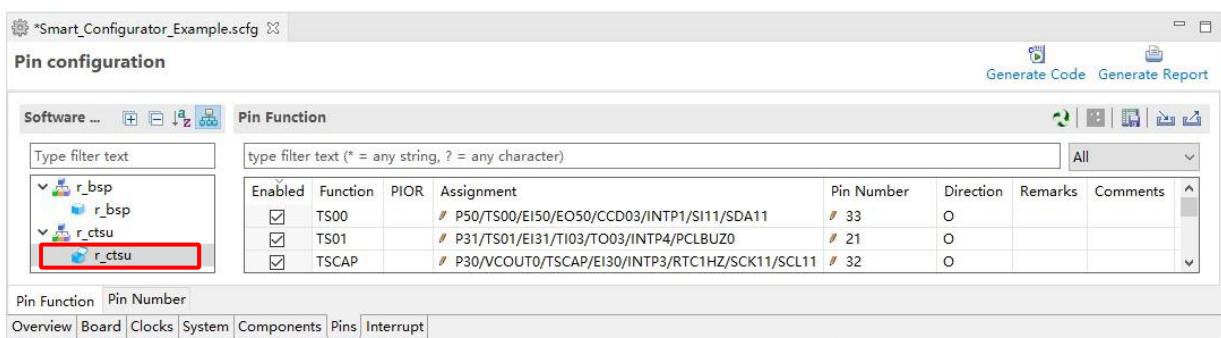 *Smart_Configurator_Example.scfg
Pin configuration
Generate Code Generate Report
Software ... Pin Function
Type filter text
type filter text (* = any string, ? = any character)
All
r_bsp
r_bsp
r_ctsu
r_ctsu
Enabled Function PIOR Assignment Pin Number Direction Remarks Comments
TS00 P50/TS00/EI50/EO50/CCD03/INTP1/SI11/SDA11 33 O
TS01 P31/TS01/EI31/TI03/TO03/INTP4/PCLBUZ0 21 O
TSCAP P30/VCOUT0/TSCAP/EI30/INTP3/RTC1HZ/SCK11/SCL11 32 O
Pin Function Pin Number
Overview Board Clocks System Components Pins Interrupt